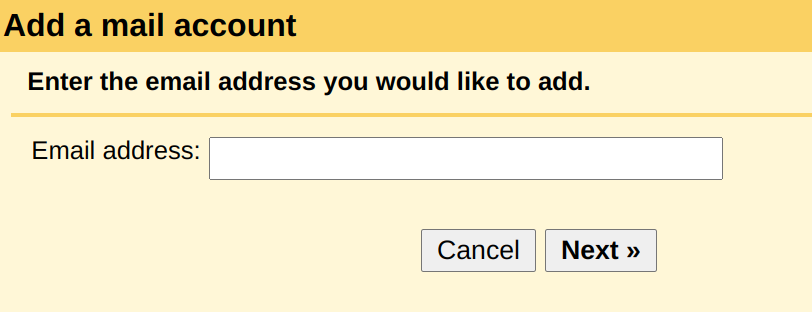 Add a mail account
Enter the email address you would like to add.
Email address:
Cancel Next »